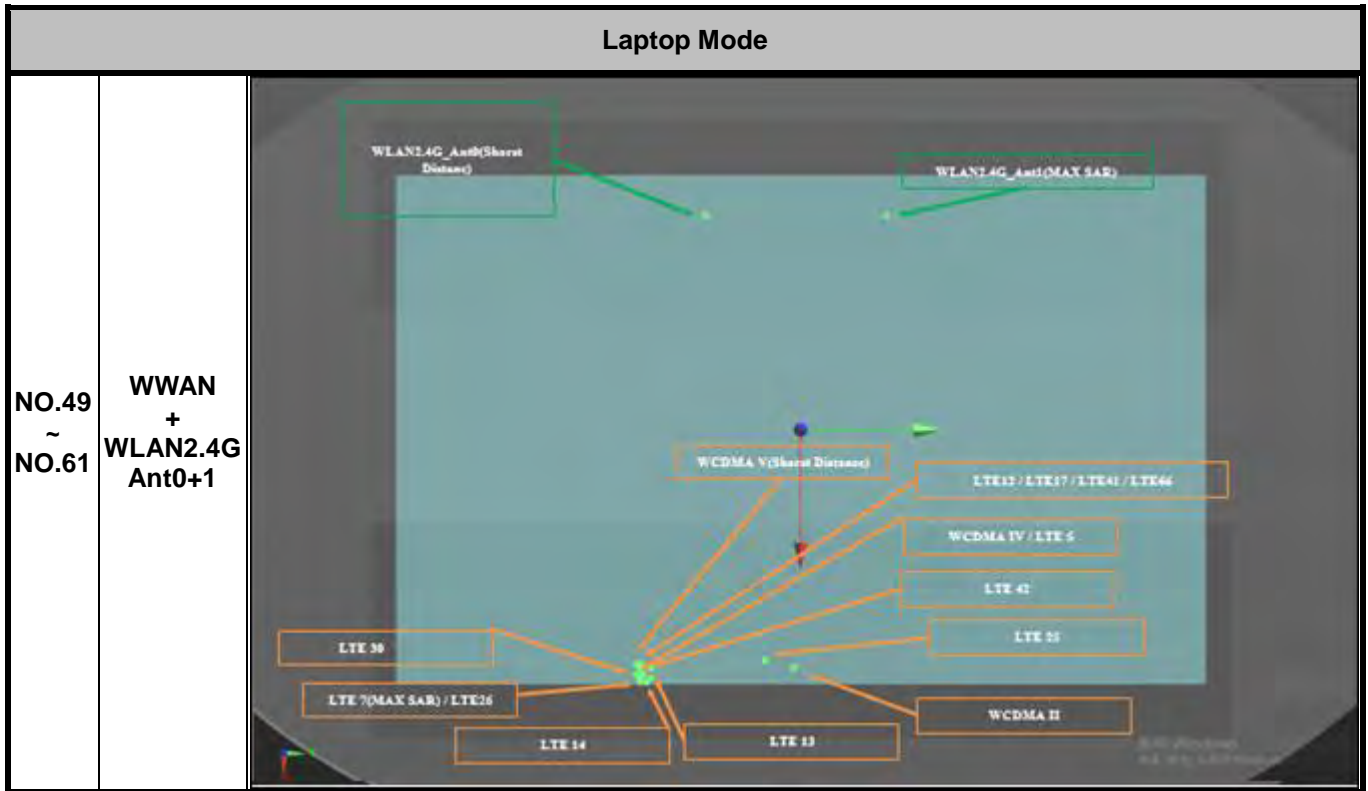 Laptop Mode
NO.49
~
NO.61
WWAN
+
WLAN2.4G
Ant0+1
WLAN2.4G_Ant0(Shorst
Distanc)
WLAN2.4G_Ant1(MAX SAR)
WCDMA V(Shorst Distance)
LTE12 / LTE17 / LTE41 / LTE66
WCDMA IV / LTE 5
LTE 42
LTE 25
LTE 30
LTE 7(MAX SAR) / LTE26
WCDMA II
LTE 14
LTE 13